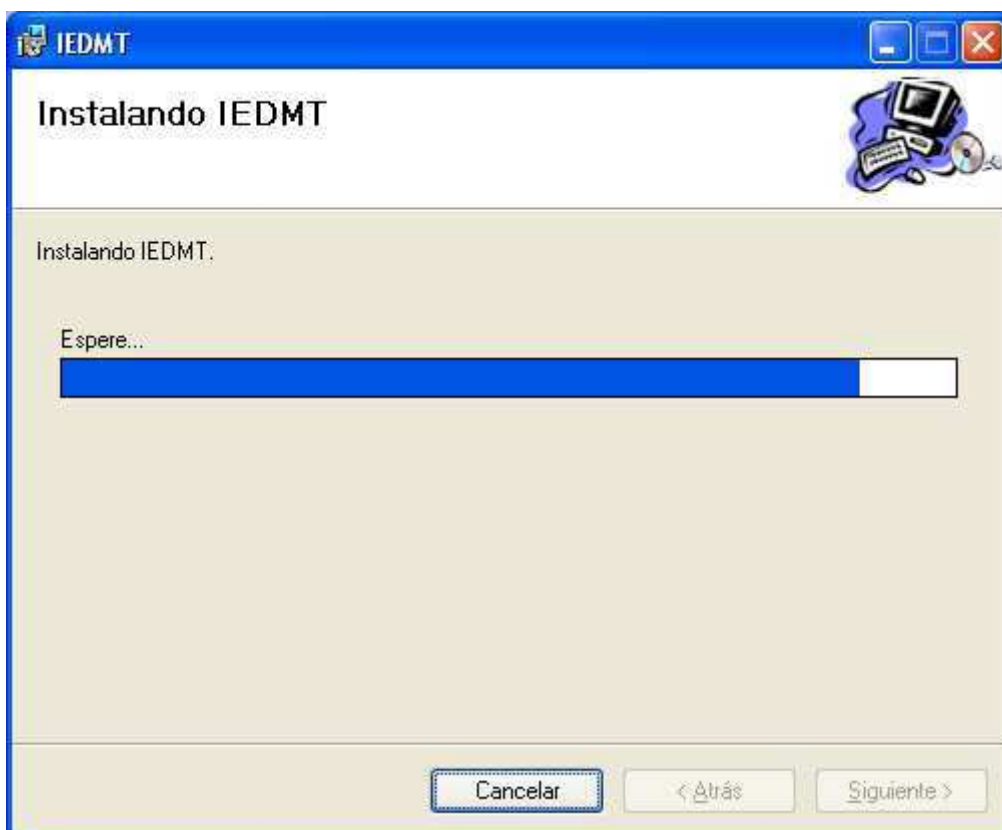 IEDMT
Instalando IEDMT
Instalando IEDMT.
Espere...
Cancelar
< Atrás
Siguiente >